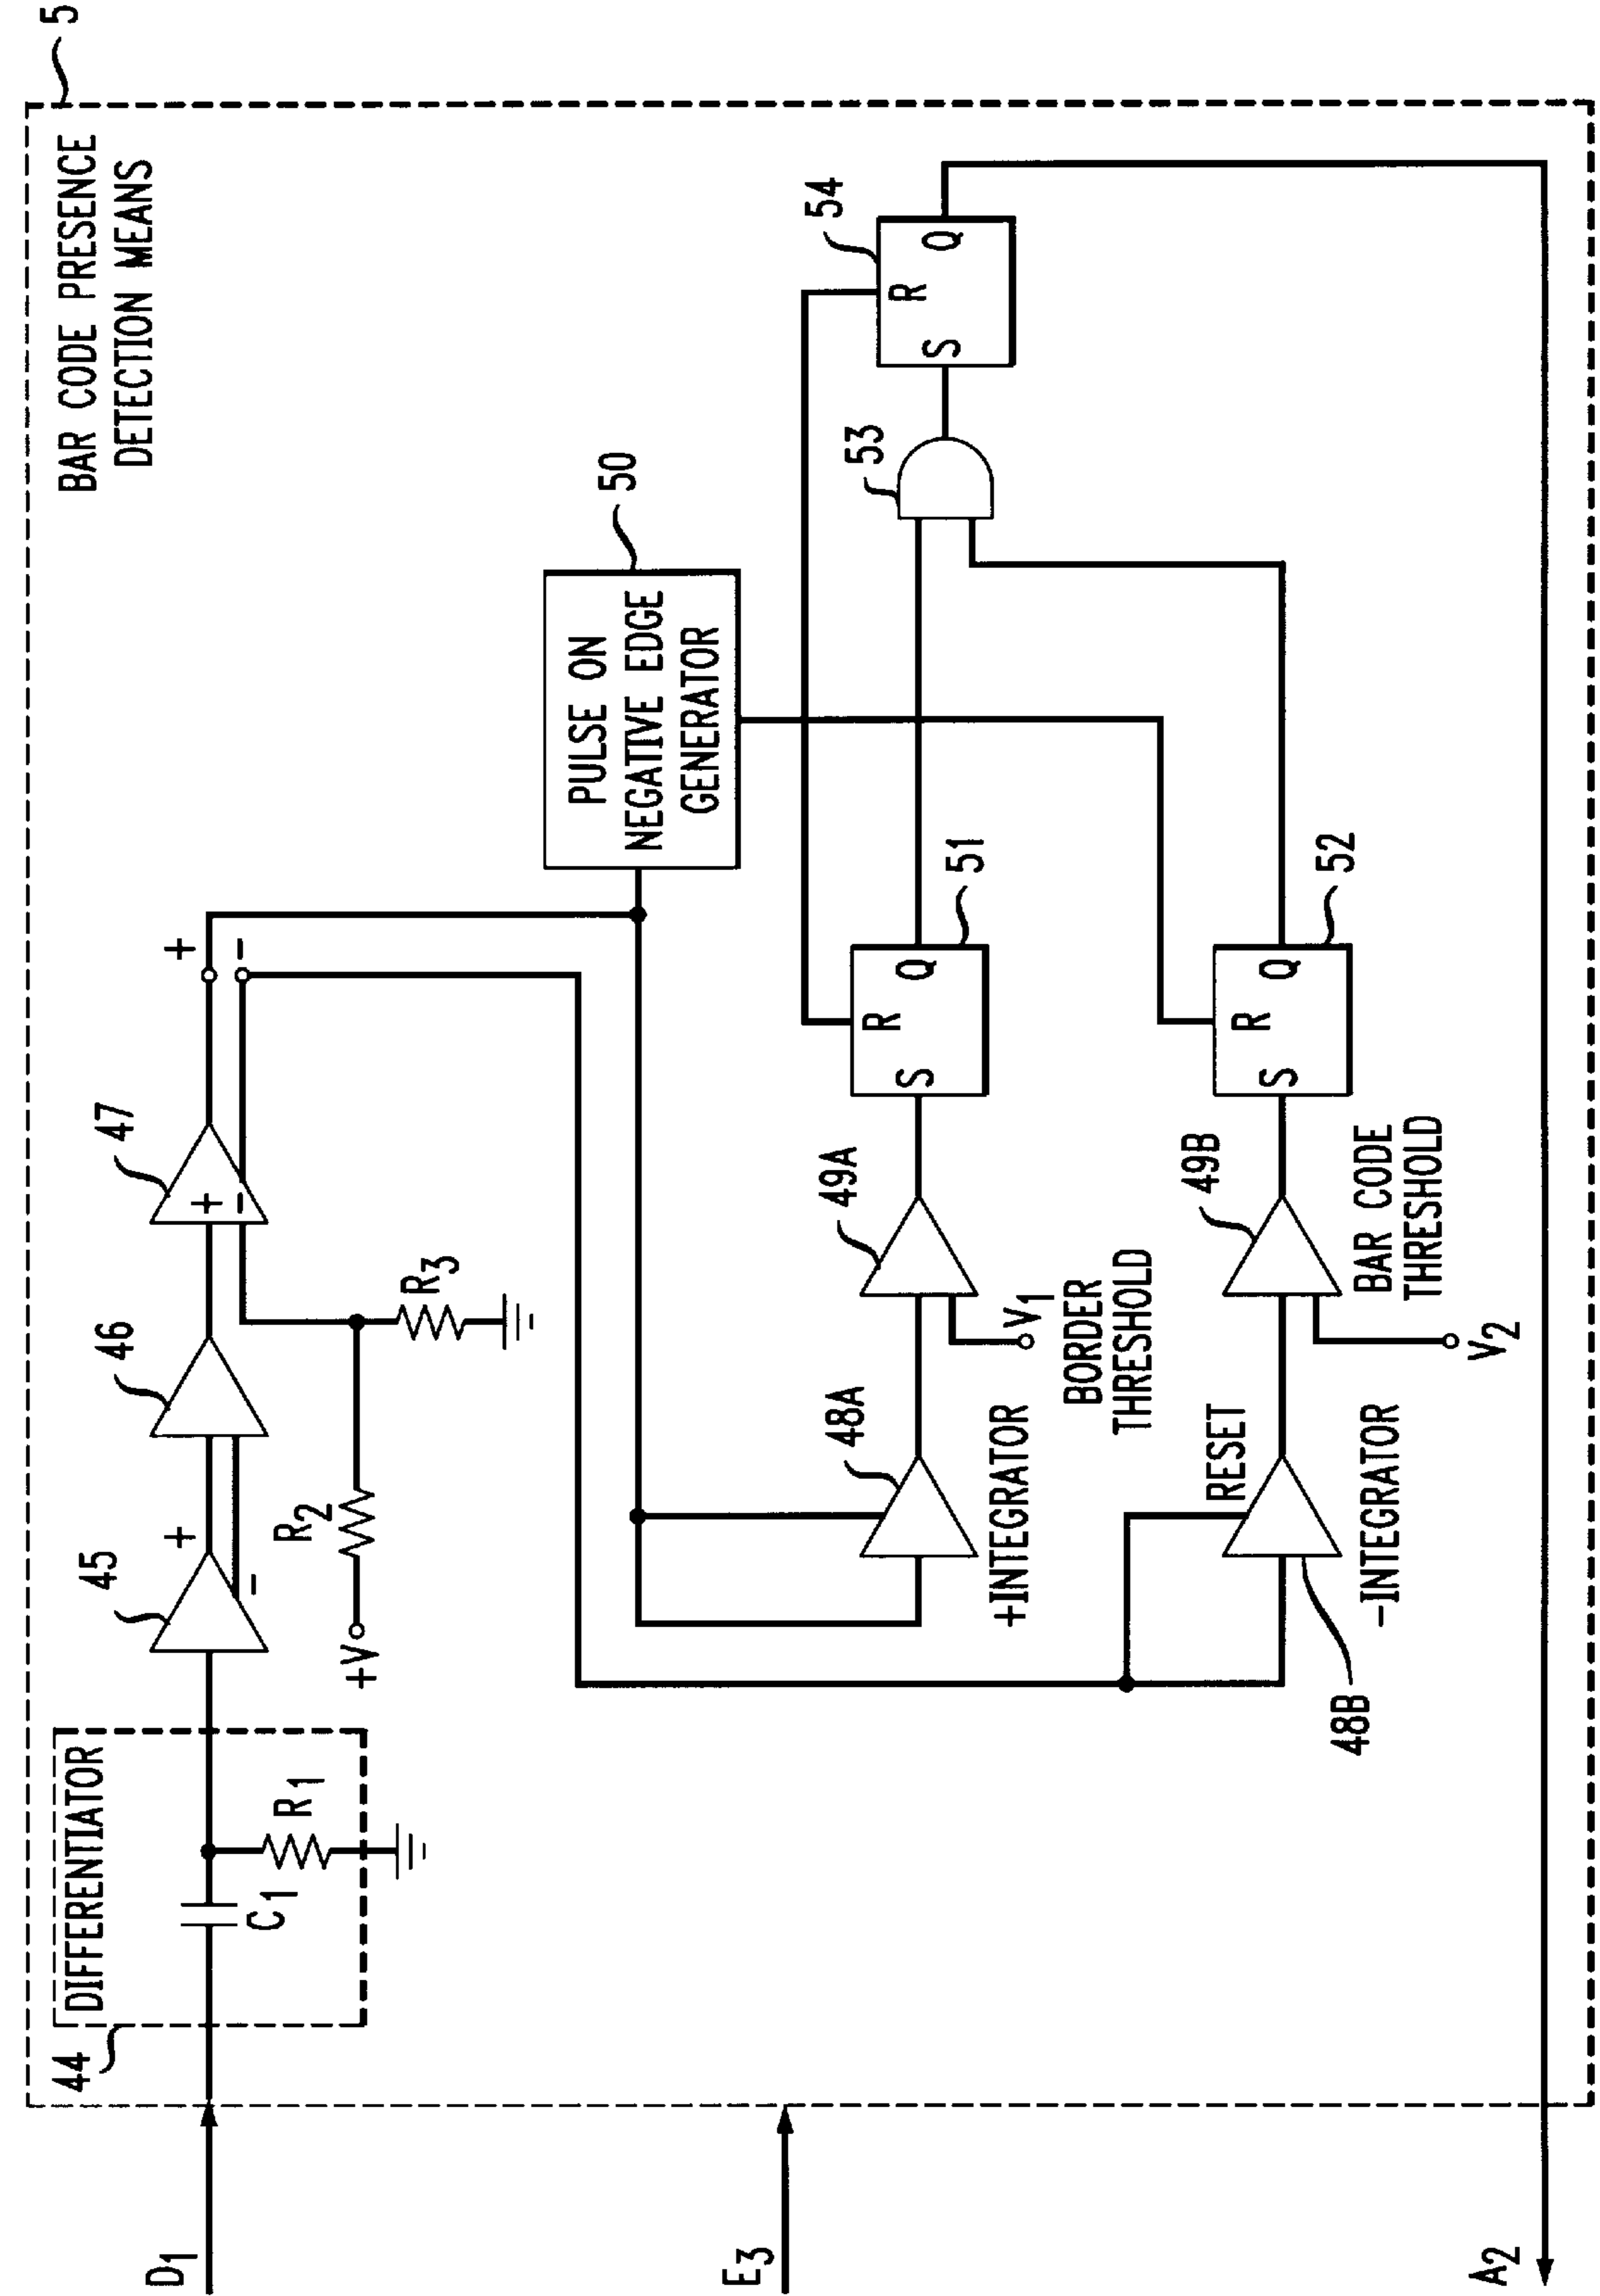 5
BAR CODE PRESENCE
DETECTION MEANS
D1
44
DIFFERENTIATOR
C1
R1
45
+
-
46
47
+
-
+
-
+V
R2
R3
50
PULSE ON
NEGATIVE EDGE
GENERATOR
E3
48A
+INTEGRATOR
49A
V1
BORDER
THRESHOLD
51
S
R
Q
53
54
S
R
Q
48B
RESET
-INTEGRATOR
49B
BAR CODE
THRESHOLD
V2
52
S
R
Q
A2